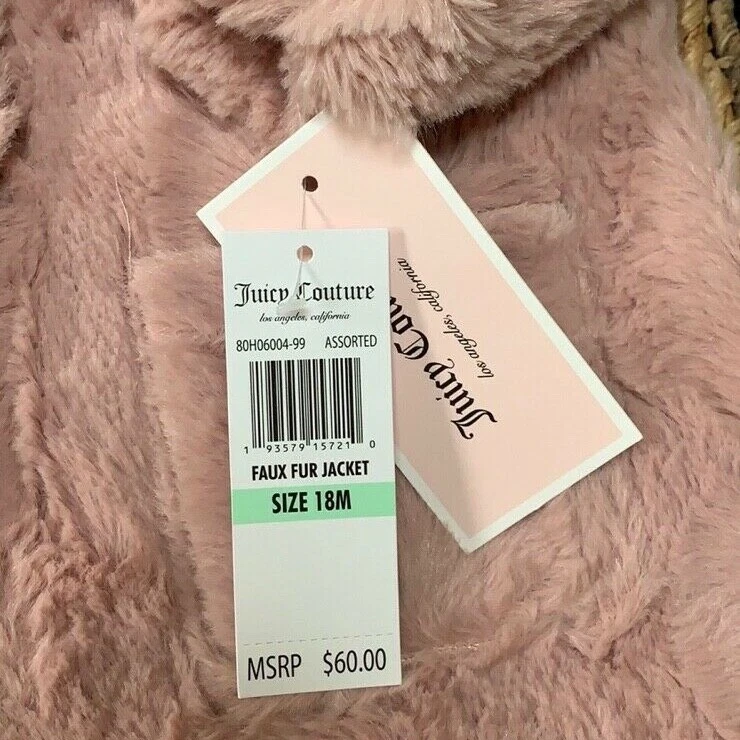 Juicy Couture
los angeles, california
80H06004-99 ASSORTED
1 93579 15721 0
FAUX FUR JACKET
SIZE 18M
MSRP $60.00
Juicy Cou
los angeles, california